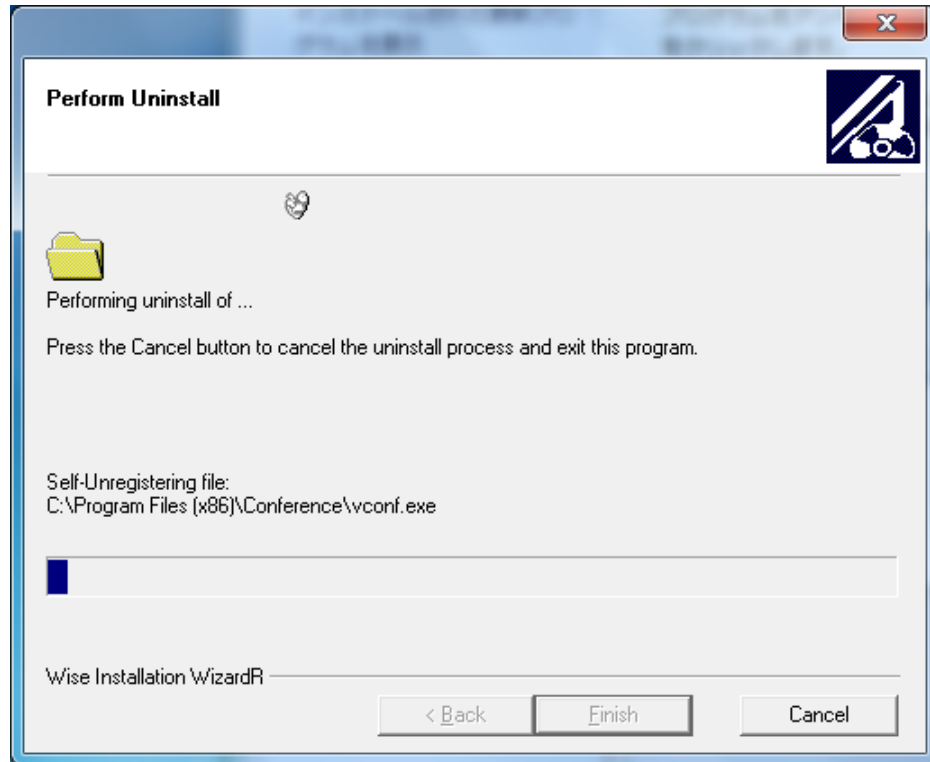 Perform Uninstall
Performing uninstall of ...
Press the Cancel button to cancel the uninstall process and exit this program.
Self-Unregistering file:
C:\Program Files (x86)\Conference\vconf.exe
Wise Installation WizardR
< Back
Finish
Cancel